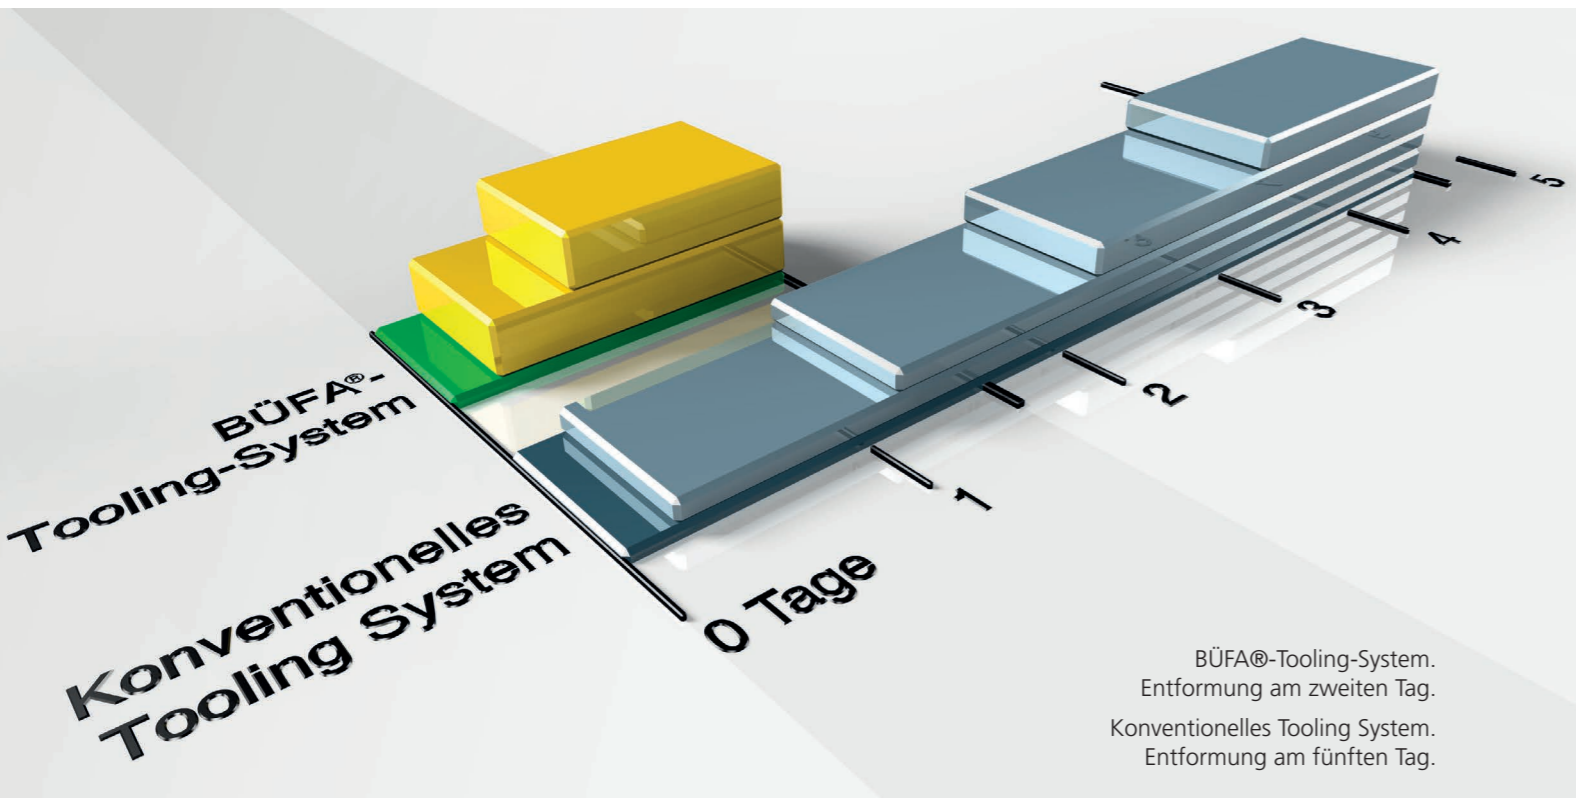 BÜFA®-
Tooling-System
Konventionelles
Tooling System
0 Tage
1
2
3
4
5
BÜFA®-Tooling-System.
Entformung am zweiten Tag.
Konventionelles Tooling System.
Entformung am fünften Tag.